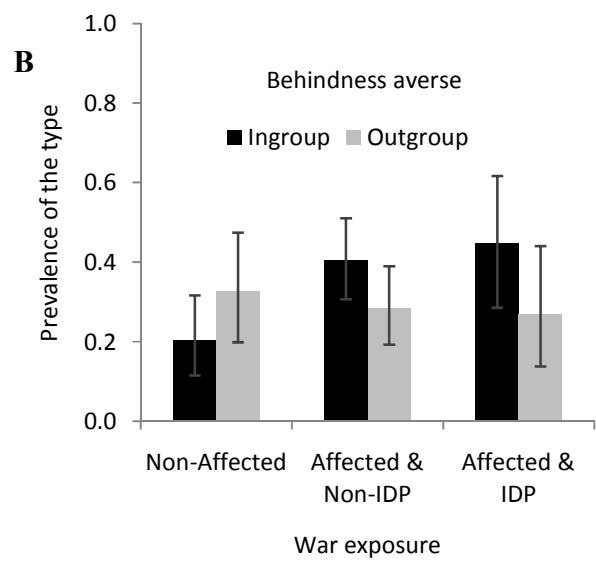 B
Prevalence of the type
1.0
0.8
0.6
0.4
0.2
0.0
Behindness averse
Ingroup Outgroup
Non-Affected
Affected &
Non-IDP
Affected &
IDP
War exposure